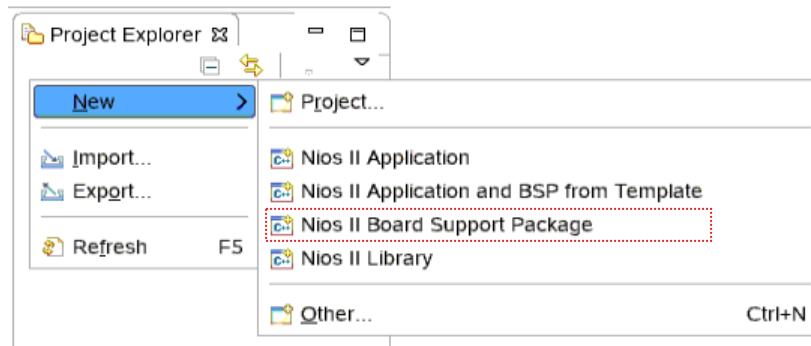 Project Explorer
New
Import...
Export...
Refresh F5
Project...
Nios II Application
Nios II Application and BSP from Template
Nios II Board Support Package
Nios II Library
Other... Ctrl+N